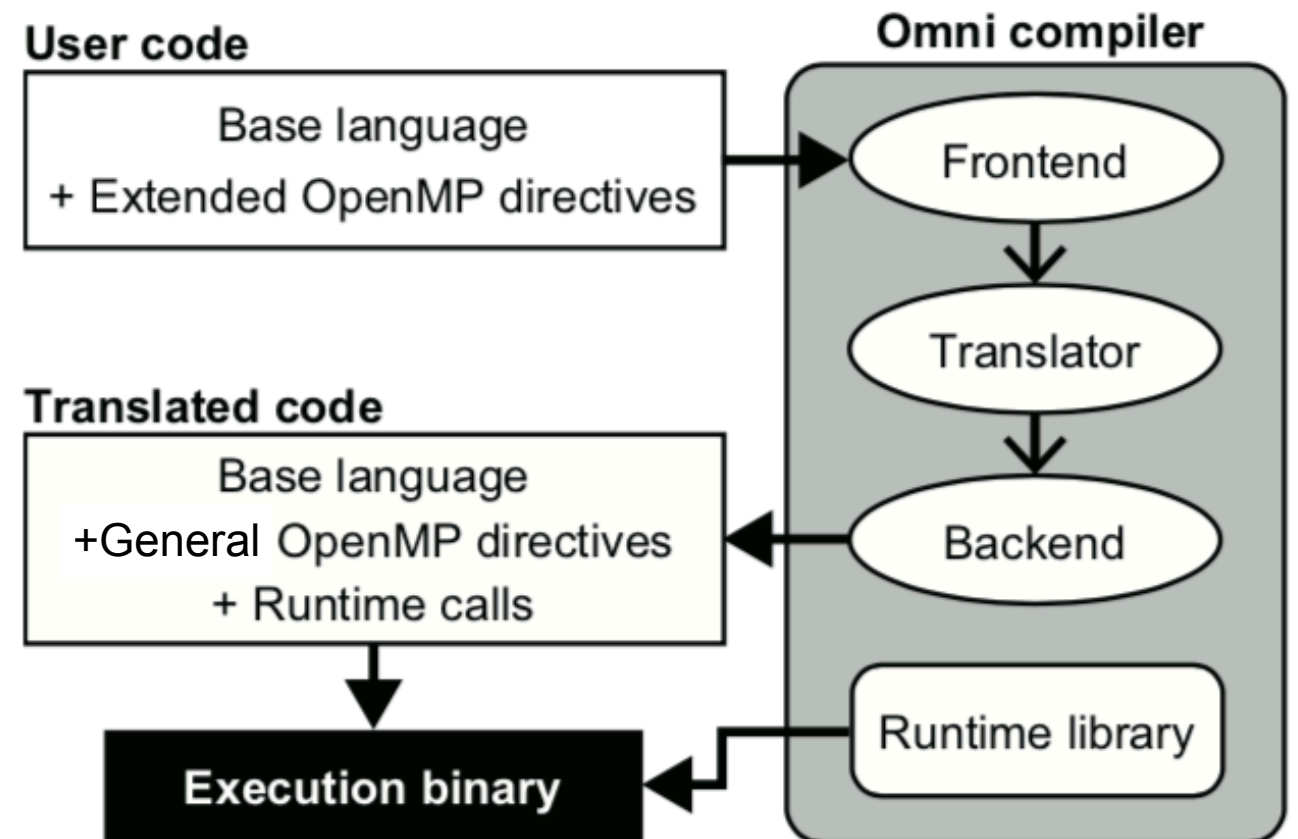 User code
Base language
+ Extended OpenMP directives
Omni compiler
Frontend
Translator
Backend
Runtime library
Translated code
Base language
+General OpenMP directives
+ Runtime calls
Execution binary